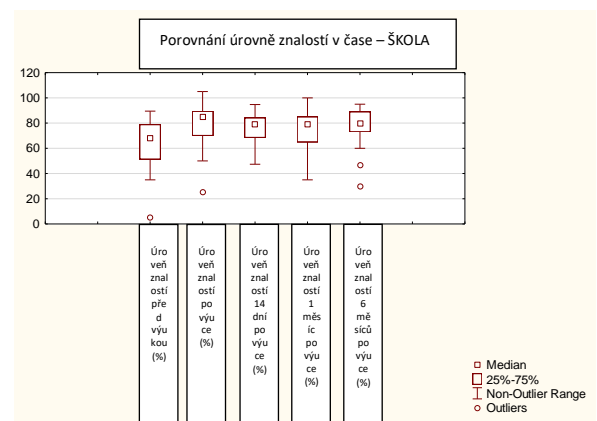 Porovnání úrovně znalostí v čase – ŠKOLA
120
100
80
60
40
20
0
Úro
veň
znal
ostí
pře
d
výu
kou
(%)
Úro
veň
znal
ostí
po
výu
ce
(%)
Úro
veň
znal
ostí
14
dní
po
výu
ce
(%)
Úro
veň
znal
ostí
1
měs
íc
po
výu
ce
(%)
Úro
veň
znal
ostí
6
mě
síců
po
výu
ce
(%)
Median
25%-75%
Non-Outlier Range
Outliers